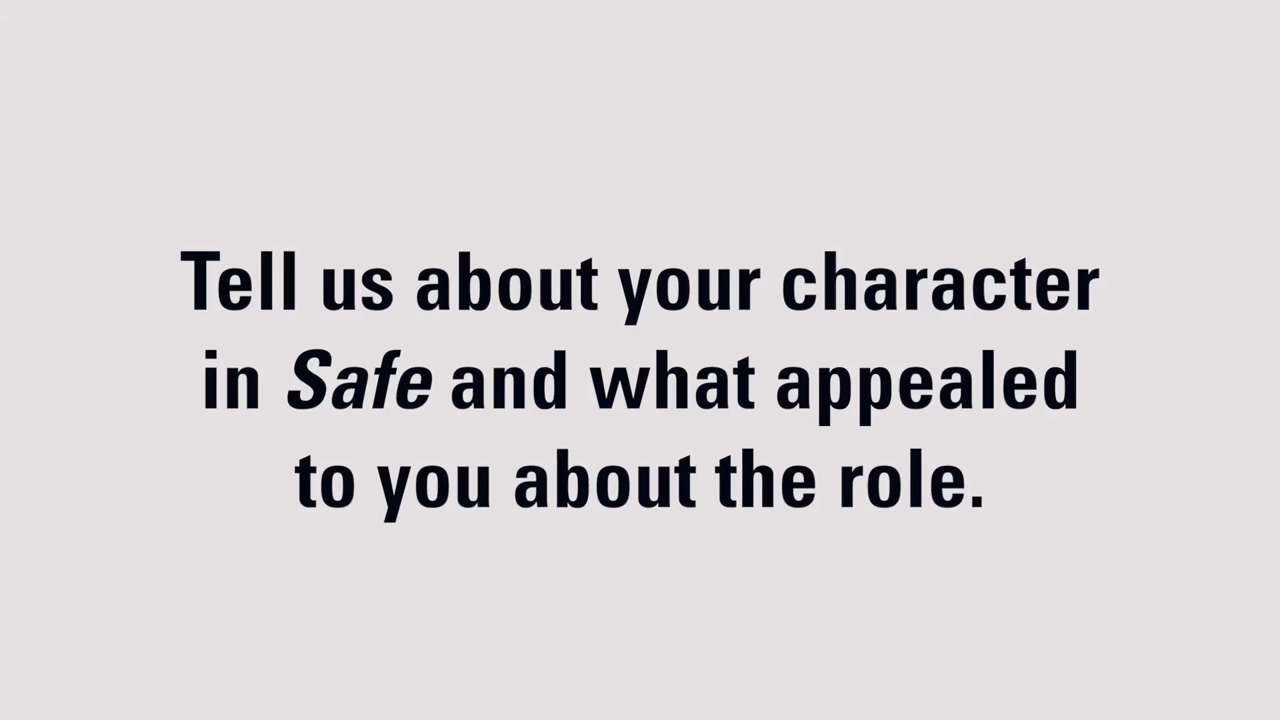 Tell us about your character
in Safe and what appealed
to you about the role.